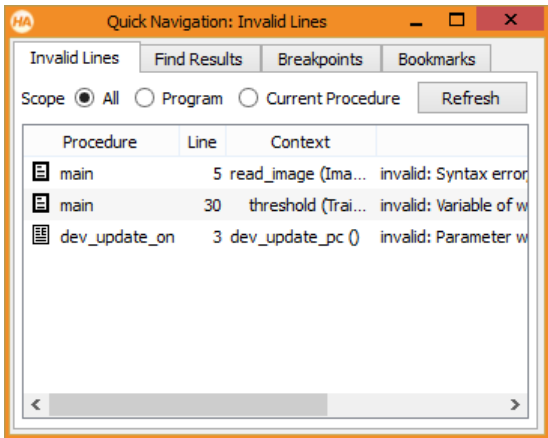 HA Quick Navigation: Invalid Lines
Invalid Lines Find Results Breakpoints Bookmarks
Scope All Program Current Procedure Refresh
Procedure Line Context
main 5 read_image (Ima... invalid: Syntax error,
main 30 threshold (Trai... invalid: Variable of w
dev_update_on 3 dev_update_pc () invalid: Parameter w